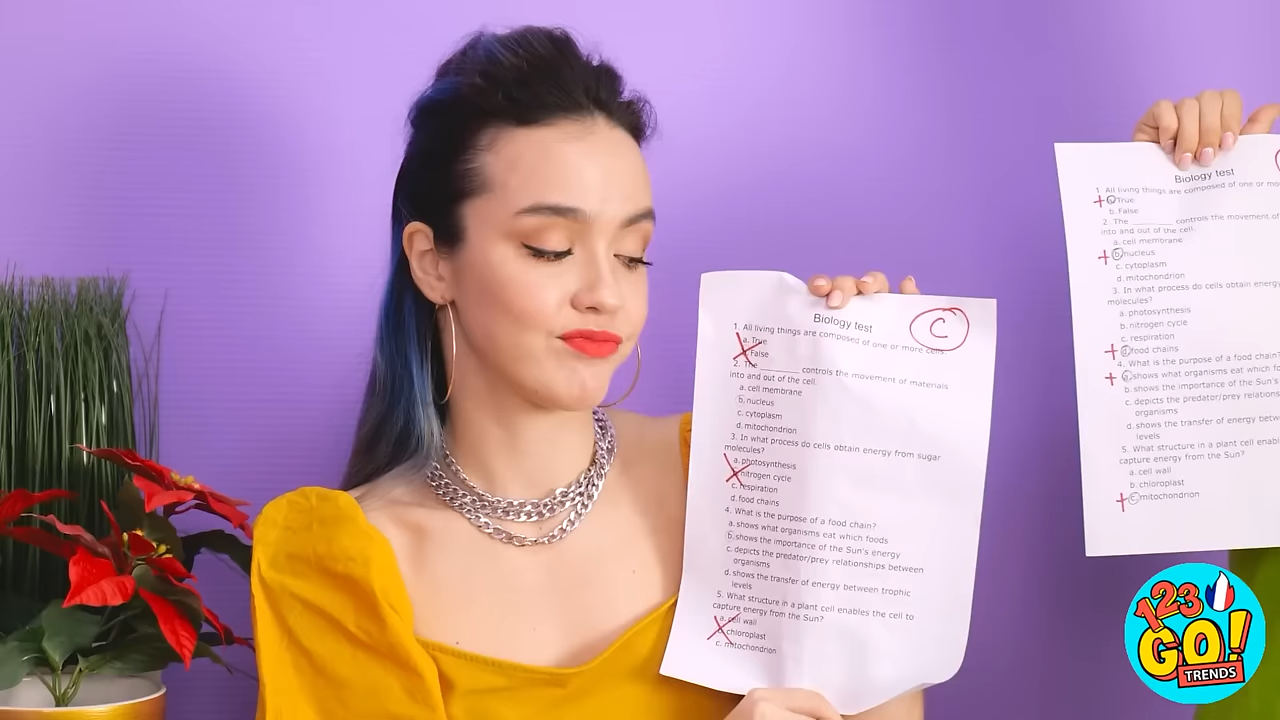 Biology test
C
1. All living things are composed of one or more cells.
a. True
b. False
2. The ________ controls the movement of materials
into and out of the cell.
a. cell membrane
b. nucleus
c. cytoplasm
d. mitochondrion
3. In what process do cells obtain energy from sugar
molecules?
a. photosynthesis
nitrogen cycle
c. respiration
d. food chains
4. What is the purpose of a food chain?
a. shows what organisms eat which foods
b. shows the importance of the Sun's energy
c. depicts the predator/prey relationships between
organisms
d. shows the transfer of energy between trophic
levels
5. What structure in a plant cell enables the cell to
capture energy from the Sun?
a. cell wall
chloroplast
c. mitochondrion
Biology test
1. All living things are composed of one or
a. True
b. False
2. The ________ controls the movement of
into and out of the cell.
a. cell membrane
b. nucleus
c. cytoplasm
d. mitochondrion
3. In what process do cells obtain energy
molecules?
a. photosynthesis
b. nitrogen cycle
c. respiration
d. food chains
4. What is the purpose of a food chain?
a. shows what organisms eat which
b. shows the importance of the Sun's
c. depicts the predator/prey
organisms
d. shows the transfer of energy
levels
5. What structure in a plant cell
capture energy from the Sun?
a. cell wall
b. chloroplast
c. mitochondrion
123
GO!
TRENDS